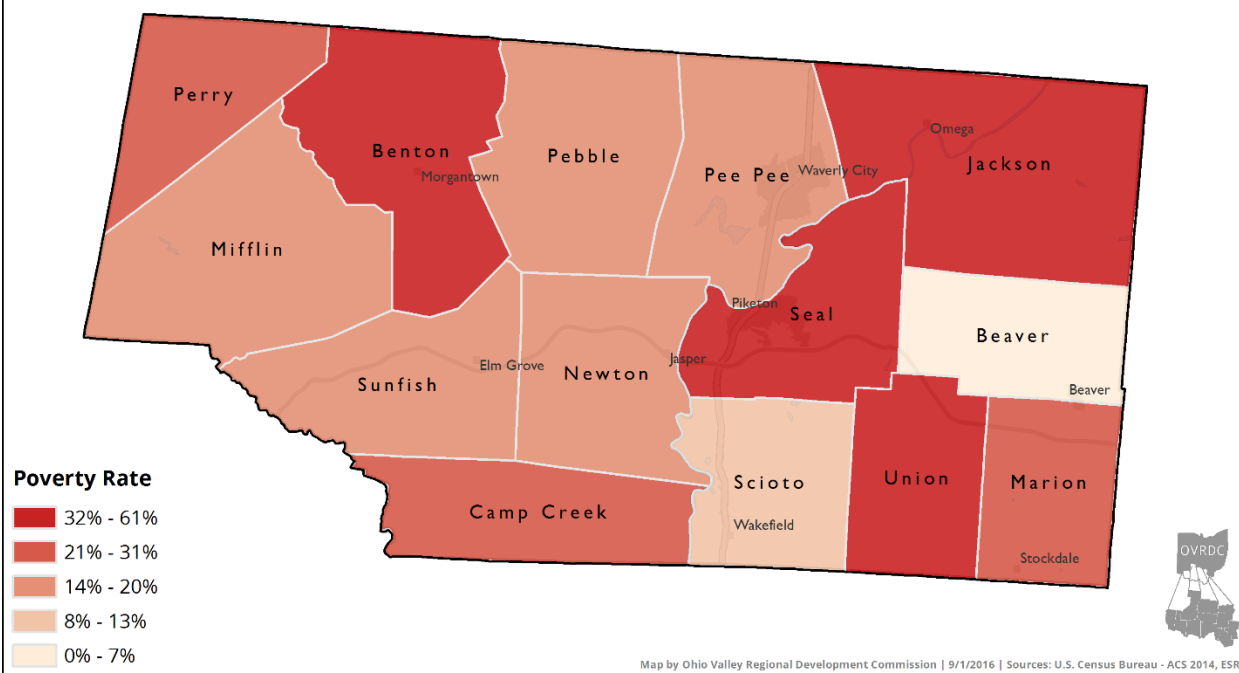 Perry
Benton
Morgantown
Pebble
Pee Pee
Waverly City
Omega
Jackson
Mifflin
Piketon
Seal
Beaver
Beaver
Sunfish
Elm Grove
Newton
Jasper
Camp Creek
Scioto
Wakefield
Union
Marion
Stockdale
Poverty Rate
32% - 61%
21% - 31%
14% - 20%
8% - 13%
0% - 7%
OVRDC
Map by Ohio Valley Regional Development Commission | 9/1/2016 | Sources: U.S. Census Bureau - ACS 2014, ESR